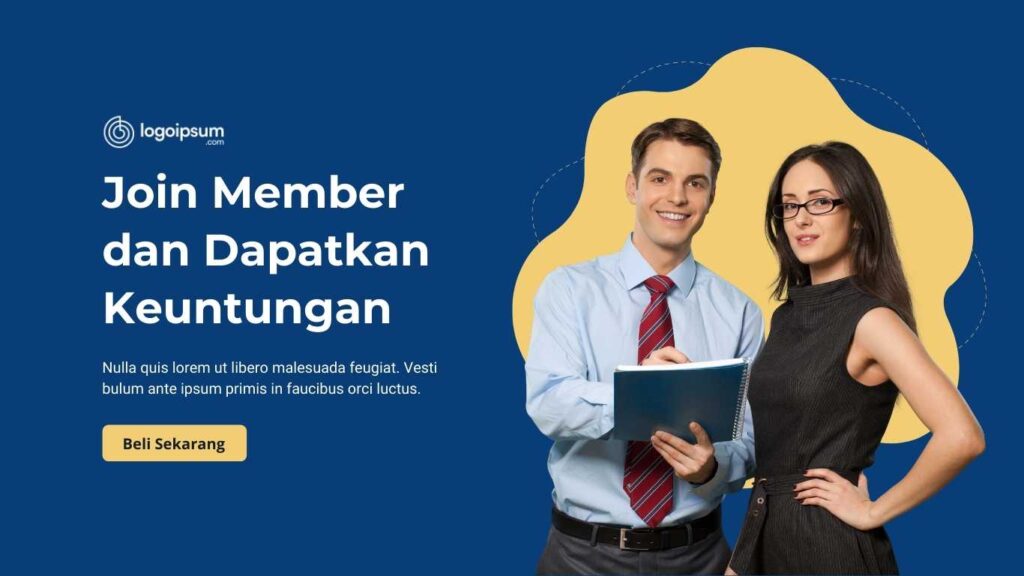 logoipsum
.com
Join Member
dan Dapatkan
Keuntungan
Nulla quis lorem ut libero malesuada feugiat. Vesti
bulum ante ipsum primis in faucibus orci luctus.
Beli Sekarang